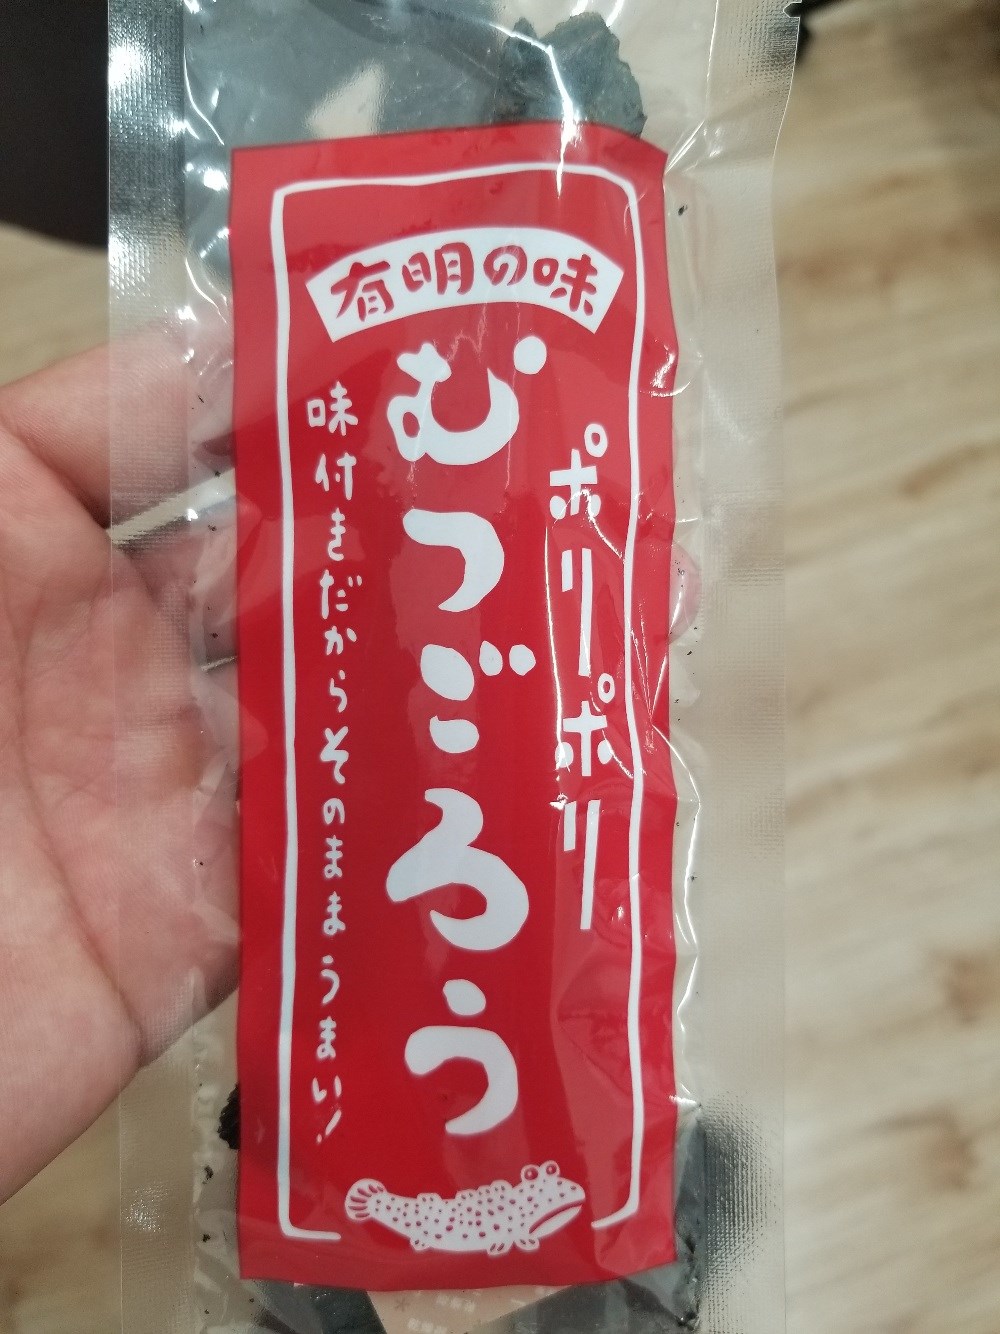 有明の味
ポリポリ
むつごろう
味付きだからそのままうまい!